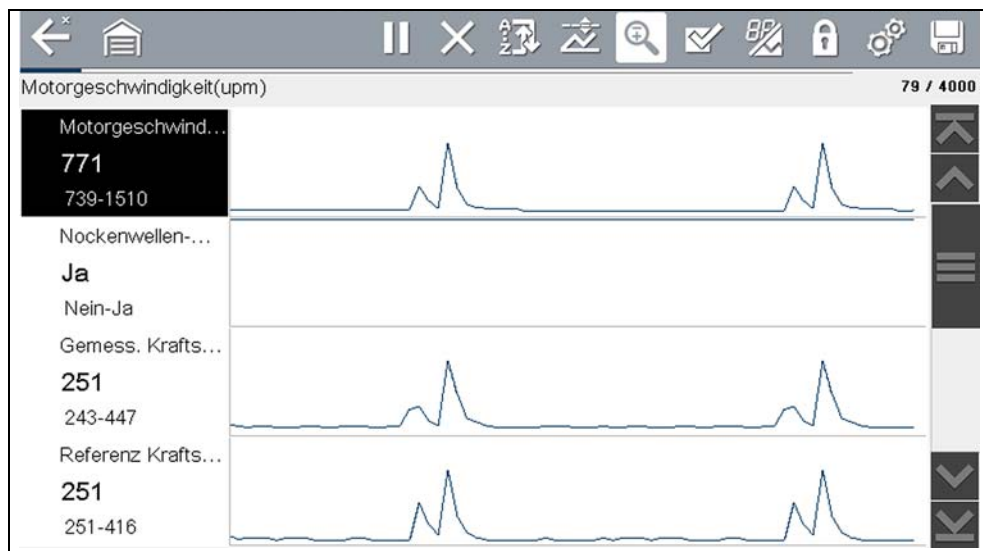 Motorgeschwindigkeit(upm)
79 / 4000
Motorgeschwind...
771
739-1510
Nockenwellen-...
Ja
Nein-Ja
Gemess. Krafts...
251
243-447
Referenz Krafts...
251
251-416